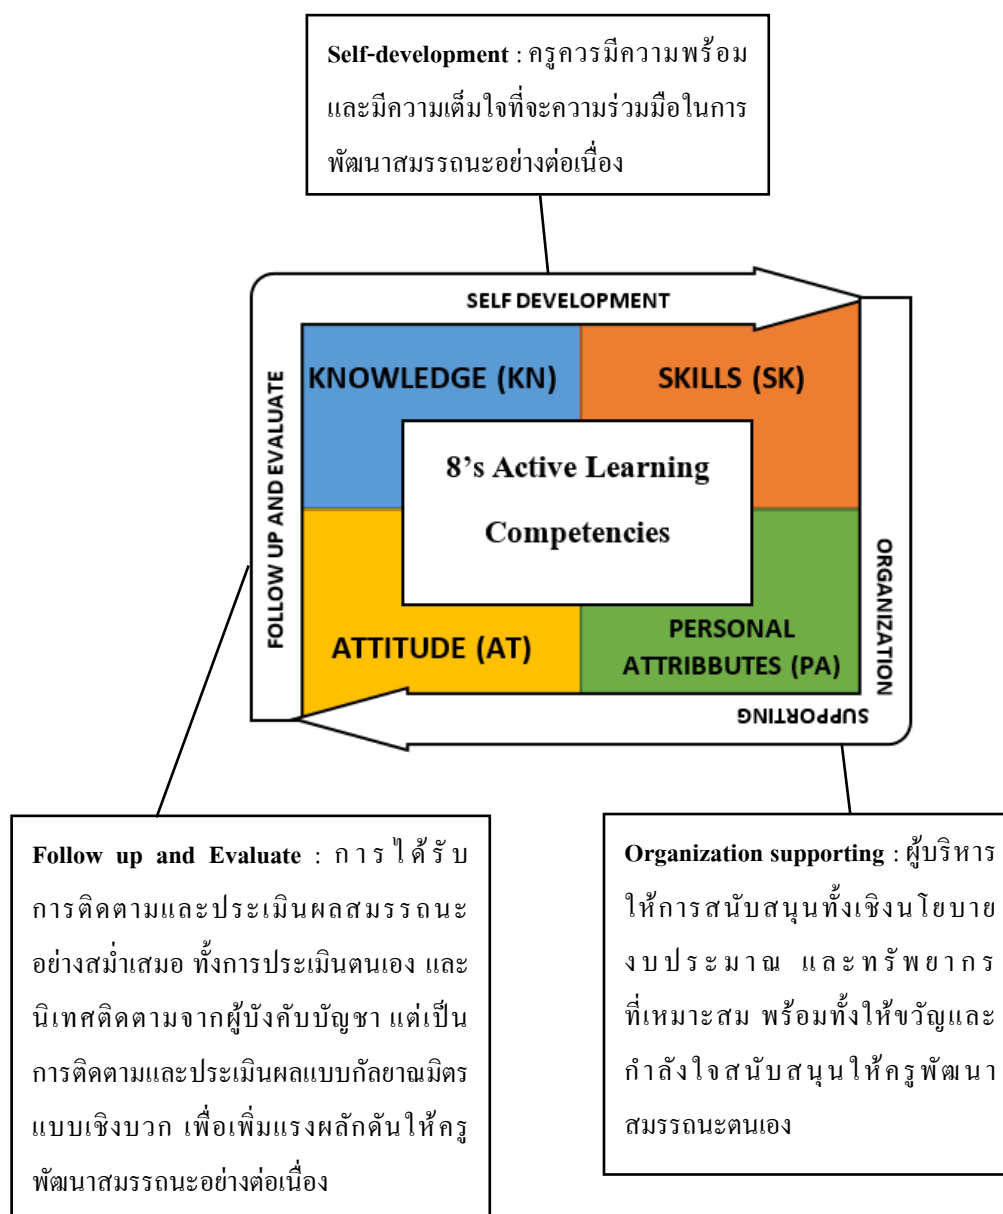 Self-development : ครูควรมีความพร้อม
และมีความเต็มใจที่จะความร่วมมือในการ
พัฒนาสมรรถนะอย่างต่อเนื่อง
SELF DEVELOPMENT
FOLLOW UP AND EVALUATE
KNOWLEDGE (KN)
SKILLS (SK)
8’s Active Learning
Competencies
ORGANIZATION
ATTITUDE (AT)
PERSONAL
ATTRIBBUTES (PA)
SUPPORTING
Follow up and Evaluate : การได้รับ
การติดตามและประเมินผลสมรรถนะ
อย่างสม่ำเสมอ ทั้งการประเมินตนเอง และ
นิเทศติดตามจากผู้บังคับบัญชา แต่เป็น
การติดตามและประเมินผลแบบกัลยาณมิตร
แบบเชิงบวก เพื่อเพิ่มแรงผลักดันให้ครู
พัฒนาสมรรถนะอย่างต่อเนื่อง
Organization supporting : ผู้บริหาร
ให้การสนับสนุนทั้งเชิงนโยบาย
งบประมาณ และทรัพยากร
ที่เหมาะสม พร้อมทั้งให้ขวัญและ
กำลังใจสนับสนุนให้ครูพัฒนา
สมรรถนะตนเอง